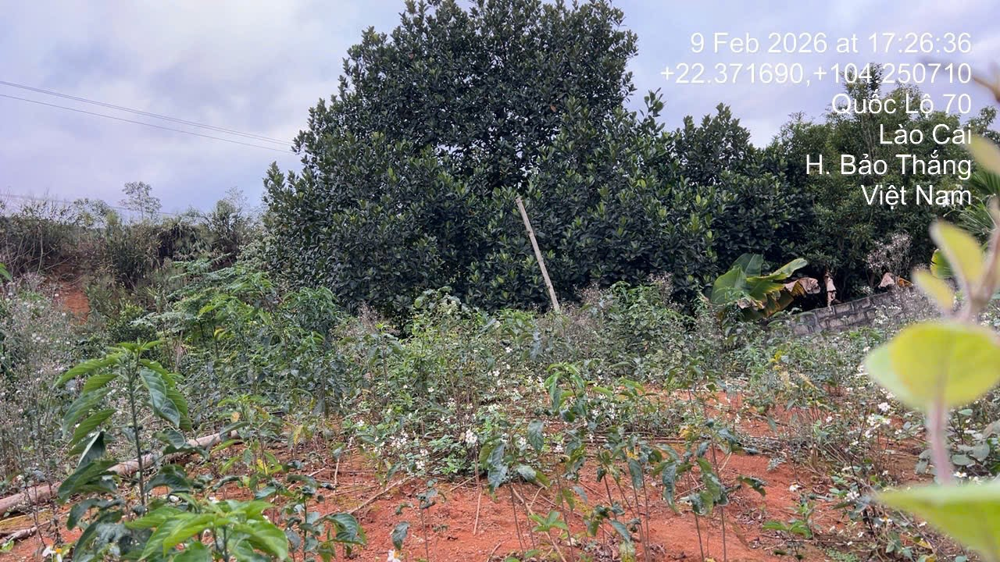 9 Feb 2026 at 17:26:36
+22.371690,+104.250710
Quốc Lộ 70
Lào Cai
H. Bảo Thắng
Việt Nam